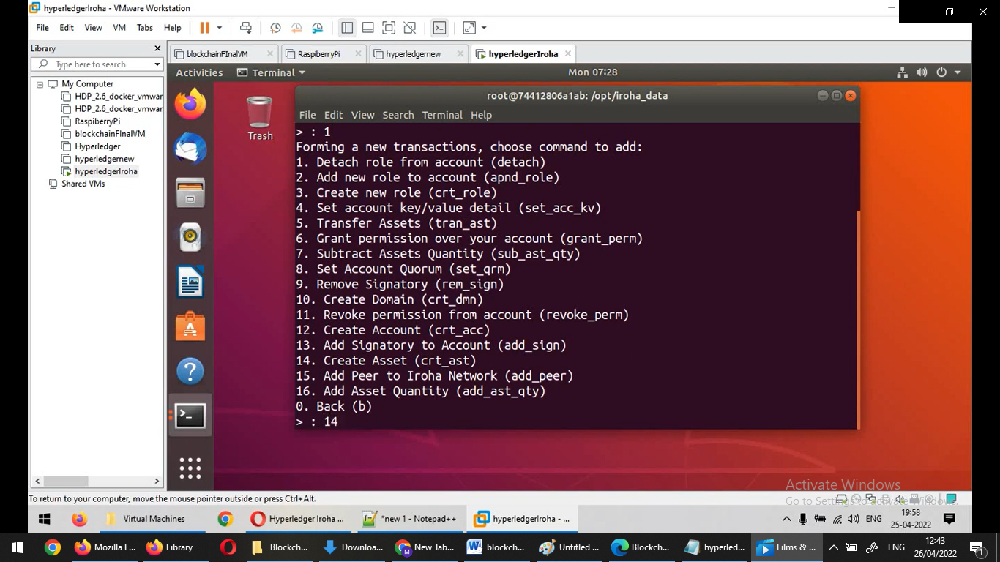 hyperledgerIroha - VMware Workstation
File Edit View VM Tabs Help
Library
Type here to search
My Computer
HDP_2.6_docker_vmwar
HDP_2.6_docker_vmwar
RaspiberryPi
blockchainFInalVM
Hyperledger
hyperledgernew
hyperledgerIroha
Shared VMs
blockchainFInalVM RaspiberryPi hyperledgernew hyperledgerIroha
Activities Terminal Mon 07:28
Trash
root@74412806a1ab: /opt/iroha_data
File Edit View Search Terminal Help
> : 1
Forming a new transactions, choose command to add:
1. Detach role from account (detach)
2. Add new role to account (apnd_role)
3. Create new role (crt_role)
4. Set account key/value detail (set_acc_kv)
5. Transfer Assets (tran_ast)
6. Grant permission over your account (grant_perm)
7. Subtract Assets Quantity (sub_ast_qty)
8. Set Account Quorum (set_qrm)
9. Remove Signatory (rem_sign)
10. Create Domain (crt_dmn)
11. Revoke permission from account (revoke_perm)
12. Create Account (crt_acc)
13. Add Signatory to Account (add_sign)
14. Create Asset (crt_ast)
15. Add Peer to Iroha Network (add_peer)
16. Add Asset Quantity (add_ast_qty)
0. Back (b)
> : 14
Activate Windows
Go to Settings to activate Windows.
To return to your computer, move the mouse pointer outside or press Ctrl+Alt.
Virtual Machines Hyperledger Iroha ... *new 1 - Notepad++ hyperledgerIroha - ... ENG 19:58
25-04-2022
Mozilla F... Library Blockch... Downloa... New Tab... blockch... Untitled ... Blockch... hyperled... Films & ... ENG 12:43
26/04/2022
1